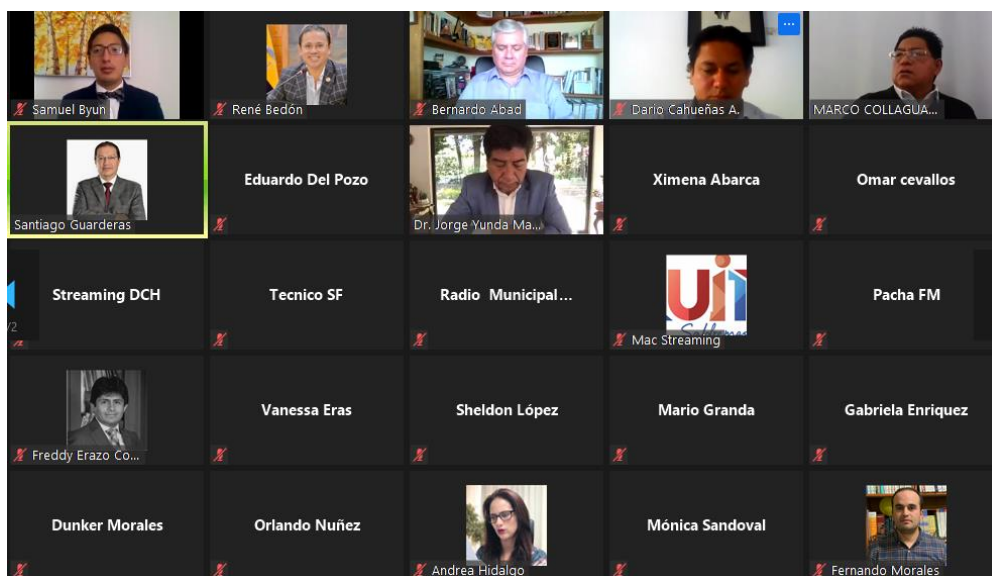 Samuel Byun
René Bedón
Bernardo Abad
Dario Cahueñas A.
MARCO COLLAGUA...
Santiago Guarderas
Eduardo Del Pozo
Dr. Jorge Yunda Ma...
Ximena Abarca
Omar cevallos
Streaming DCH
Tecnico SF
Radio Municipal...
Mac Streaming
Pacha FM
/2
Freddy Erazo Co...
Vanessa Eras
Sheldon López
Mario Granda
Gabriela Enriquez
Dunker Morales
Orlando Nuñez
Andrea Hidalgo
Mónica Sandoval
Fernando Morales